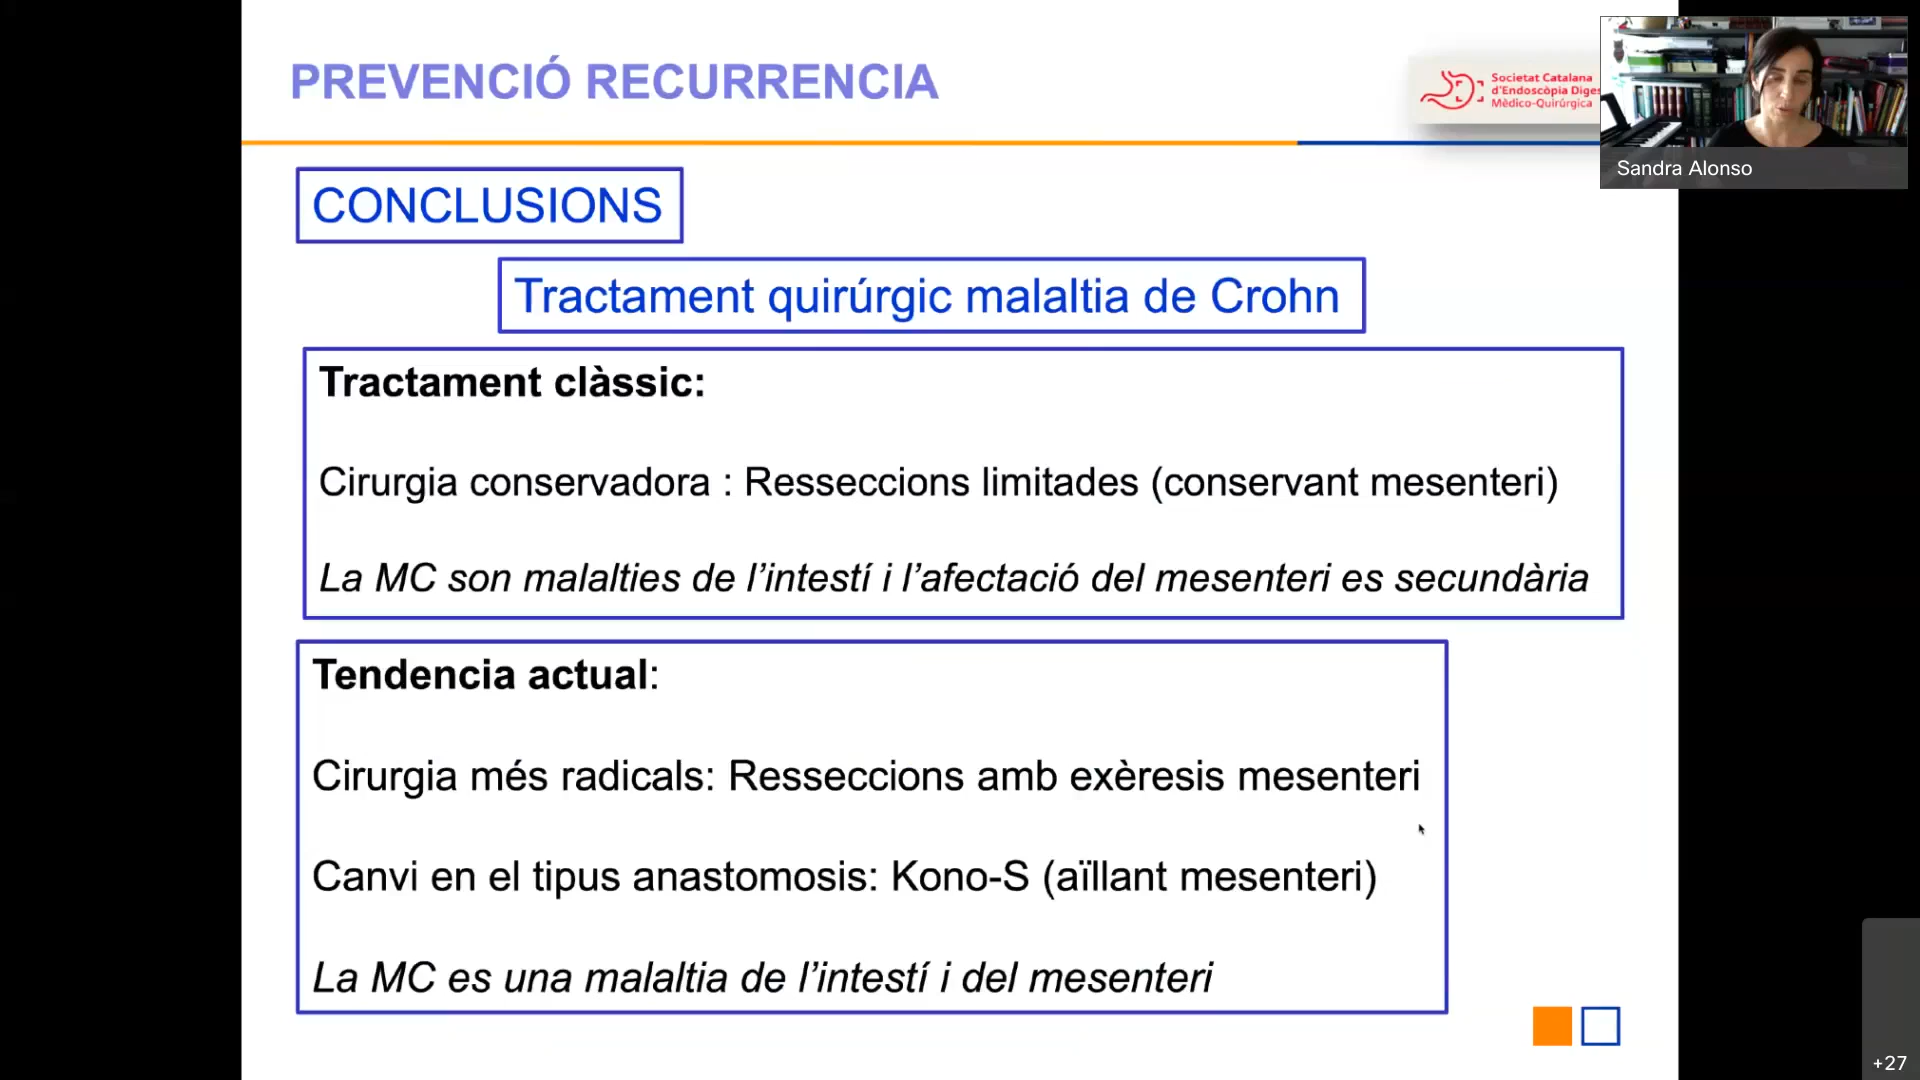 PREVENCIÓ RECURRENCIA
Societat Catalana
d'Endoscòpia Diges
Mèdico-Quirúrgica
Sandra Alonso
CONCLUSIONS
Tractament quirúrgic malaltia de Crohn
Tractament clàssic:
Cirurgia conservadora : Resseccions limitades (conservant mesenteri)
La MC son malalties de l’intestí i l’afectació del mesenteri es secundària
Tendencia actual:
Cirurgia més radicals: Resseccions amb exèresis mesenteri
Canvi en el tipus anastomosis: Kono-S (aïllant mesenteri)
La MC es una malaltia de l’intestí i del mesenteri
+27